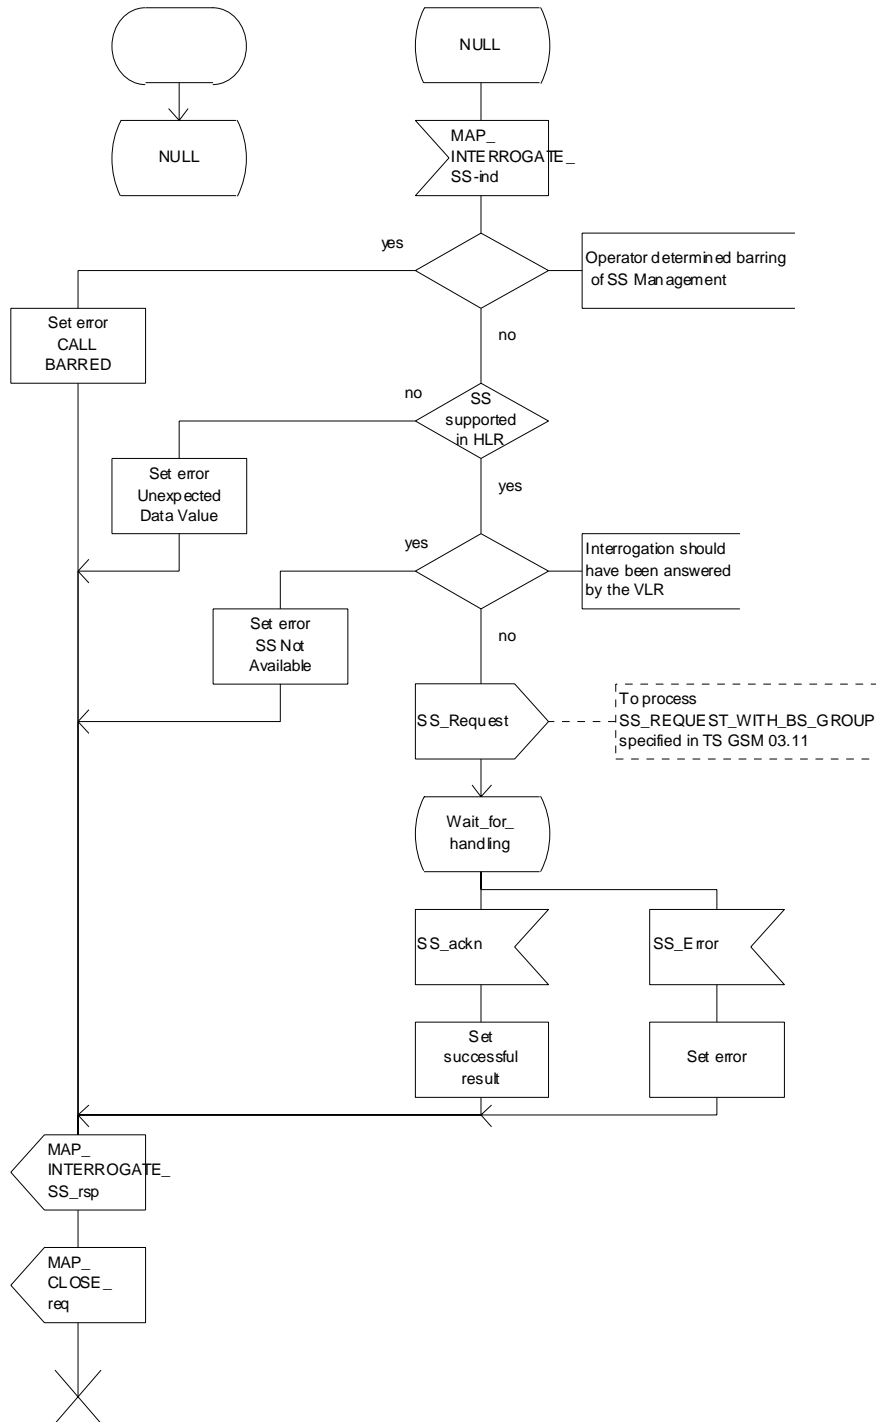 NULL
NULL
MAP_
INTERROGATE_
SS-ind
yes
Operator determined barring
of SS Management
Set error
CALL
BARRED
no
no
SS
supported
in HLR
Set error
Unexpected
Data Value
yes
yes
Interrogation should
have been answered
by the VLR
Set error
SS Not
Available
no
SS_Request
To process
SS_REQUEST_WITH_BS_GROUP
specified in TS GSM 03.11
Wait_for_
handling
SS_ackn
SS_Error
Set
successful
result
Set error
MAP_
INTERROGATE_
SS_rsp
MAP_
CLOSE_
req